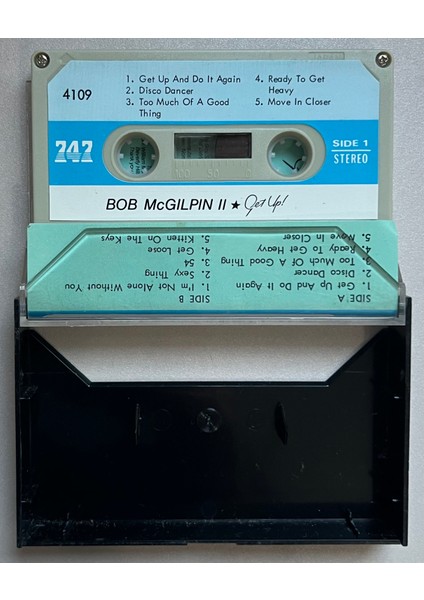 4109
1. Get Up And Do It Again
2. Disco Dancer
3. Too Much Of A Good
Thing
4. Ready To Get
Heavy
5. Move In Closer
747
SIDE 1
STEREO
100 50
BOB McGILPIN II ★ Get Up!
SIDE A
1. Get Up And Do It Again
2. Disco Dancer
3. Too Much Of A Good Thing
4. Ready To Get Heavy
5. Move In Closer
SIDE B
1. I'm Not Alone Without You
2. Sexy Thing
3. 54
4. Get Loose
5. Kitten On The Keys